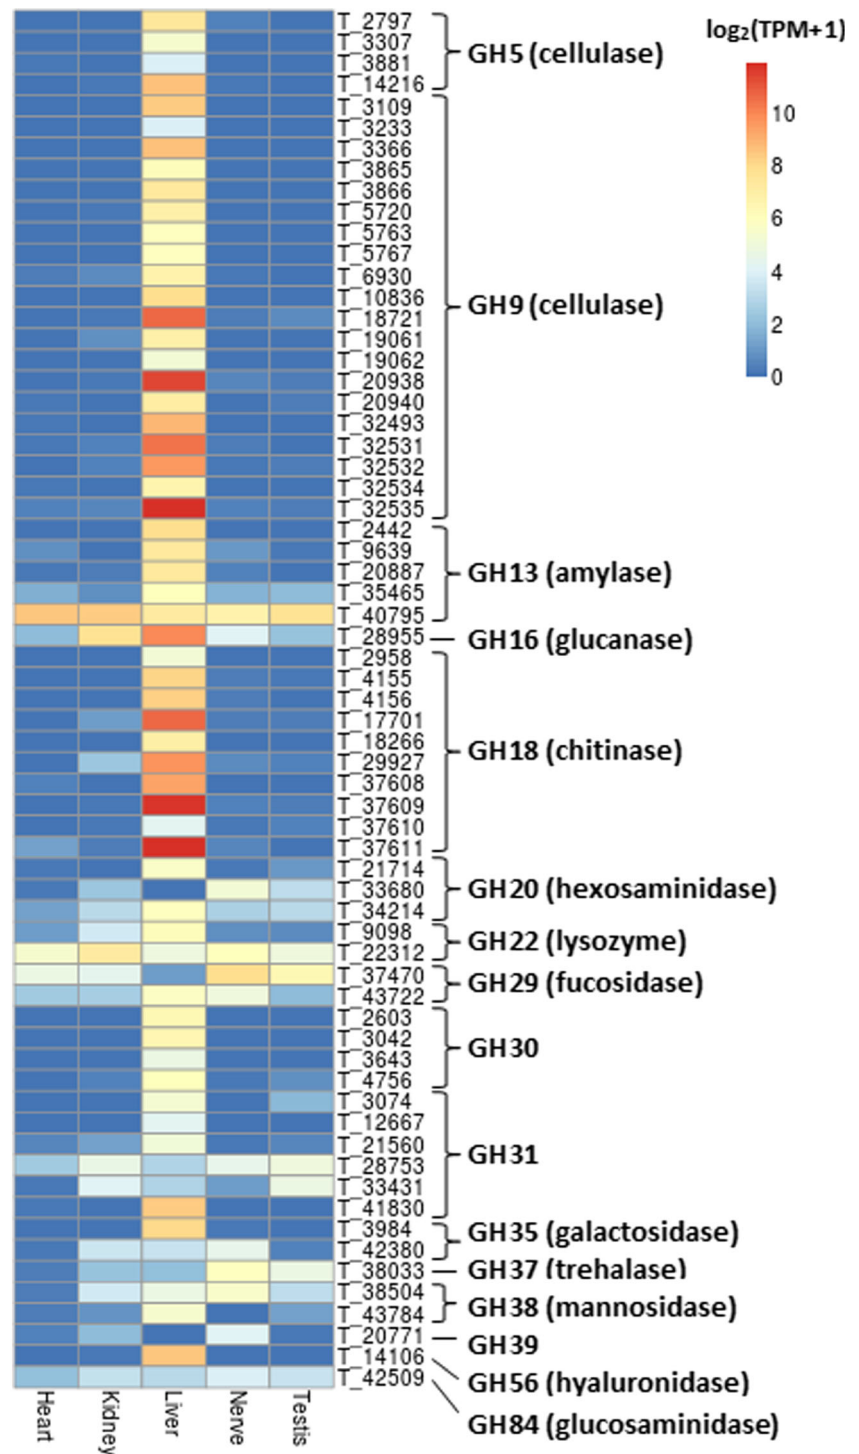 log₂(TPM+1)
10
8
6
4
2
0
T_2797
T_3307
T_3881
T_14216
GH5 (cellulase)
T_3109
T_3233
T_3366
T_3865
T_3866
T_5720
T_5763
T_5767
T_6930
T_10836
T_18721
T_19061
T_19062
T_20938
T_20940
T_32493
T_32531
T_32532
T_32534
T_32535
GH9 (cellulase)
T_2442
T_9639
T_20887
T_35465
T_40795
GH13 (amylase)
T_28955
GH16 (glucanase)
T_2958
T_4155
T_4156
T_17701
T_18266
T_29927
T_37608
T_37609
T_37610
T_37611
GH18 (chitinase)
T_21714
T_33680
T_34214
GH20 (hexosaminidase)
T_9098
T_22312
GH22 (lysozyme)
T_37470
T_43722
GH29 (fucosidase)
T_2603
T_3042
T_3643
T_4756
GH30
T_3074
T_12667
T_21560
T_28753
T_33431
T_41830
GH31
T_3984
T_42380
GH35 (galactosidase)
T_38033
GH37 (trehalase)
T_38504
T_43784
GH38 (mannosidase)
T_20771
GH39
T_14106
GH56 (hyaluronidase)
T_42509
GH84 (glucosaminidase)
Heart
Kidney
Liver
Nerve
Testis